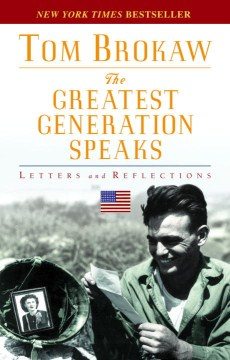 NEW YORK TIMES BESTSELLER
TOM BROKAW
The
GREATEST
GENERATION
SPEAKS
LETTERS and REFLECTIONS